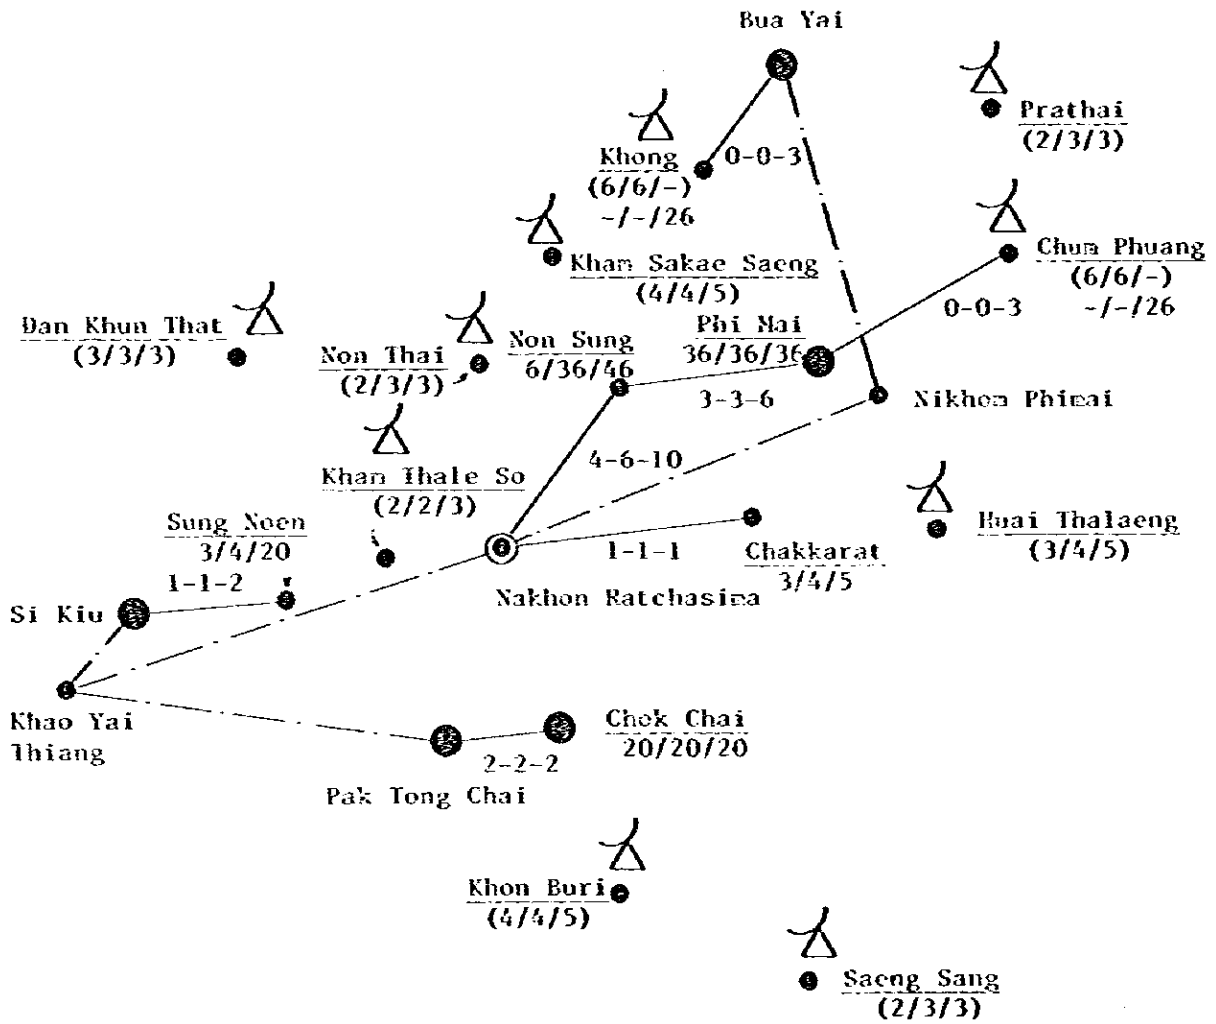 Bua Yai
Prathai
(2/3/3)
Khong
0-0-3
(6/6/-)
-/-/26
Chum Phuang
(6/6/-)
-/-/26
Kham Sakae Saeng
(4/4/5)
0-0-3
Dan Khun That
(3/3/3)
Non Thai
(2/3/3)
Non Sung
6/36/46
Phi Mai
36/36/36
3-3-6
Nikhom Phimai
4-6-10
Kham Thale So
(2/2/3)
Sung Noen
3/4/20
1-1-2
Si Kiu
1-1-1
Chakkarat
3/4/5
Huai Thalaeng
(3/4/5)
Nakhon Ratchasima
Khao Yai
Thiang
Chok Chai
20/20/20
2-2-2
Pak Tong Chai
Khon Buri
(4/4/5)
Saeng Sang
(2/3/3)